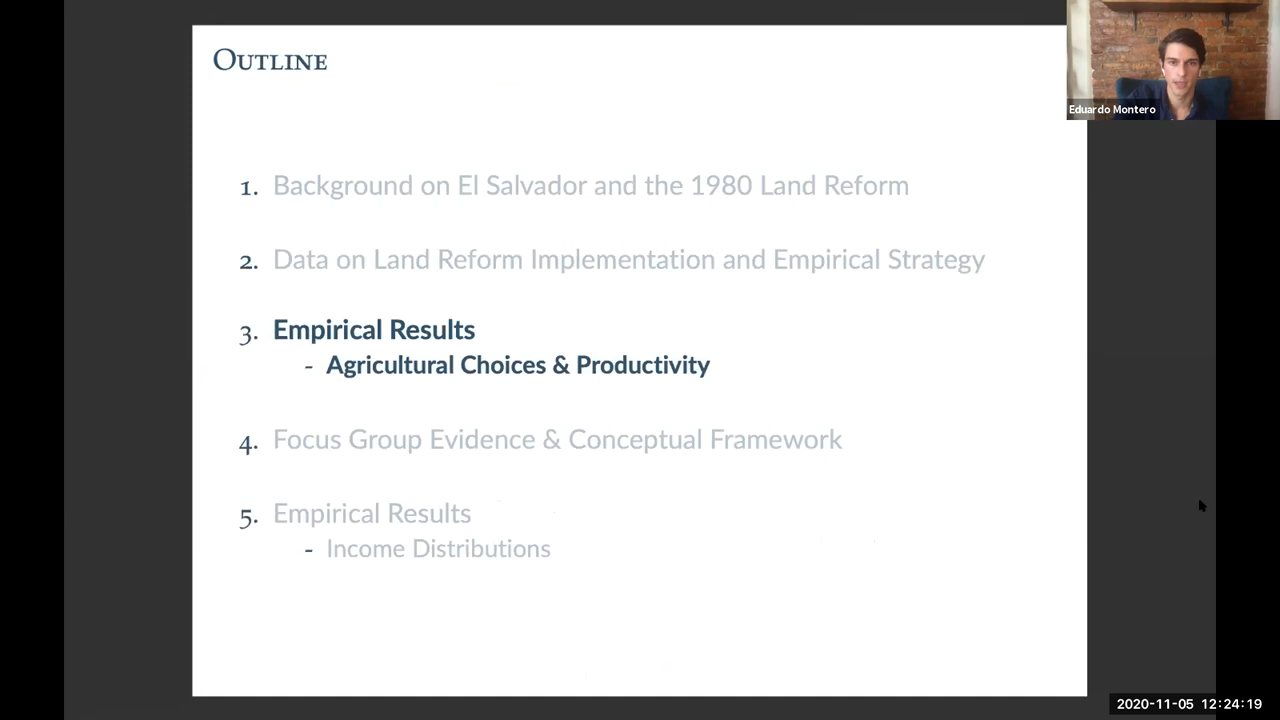 OUTLINE
Eduardo Montero
1. Background on El Salvador and the 1980 Land Reform
2. Data on Land Reform Implementation and Empirical Strategy
3. Empirical Results
- Agricultural Choices & Productivity
4. Focus Group Evidence & Conceptual Framework
5. Empirical Results
- Income Distributions
2020-11-05 12:24:19